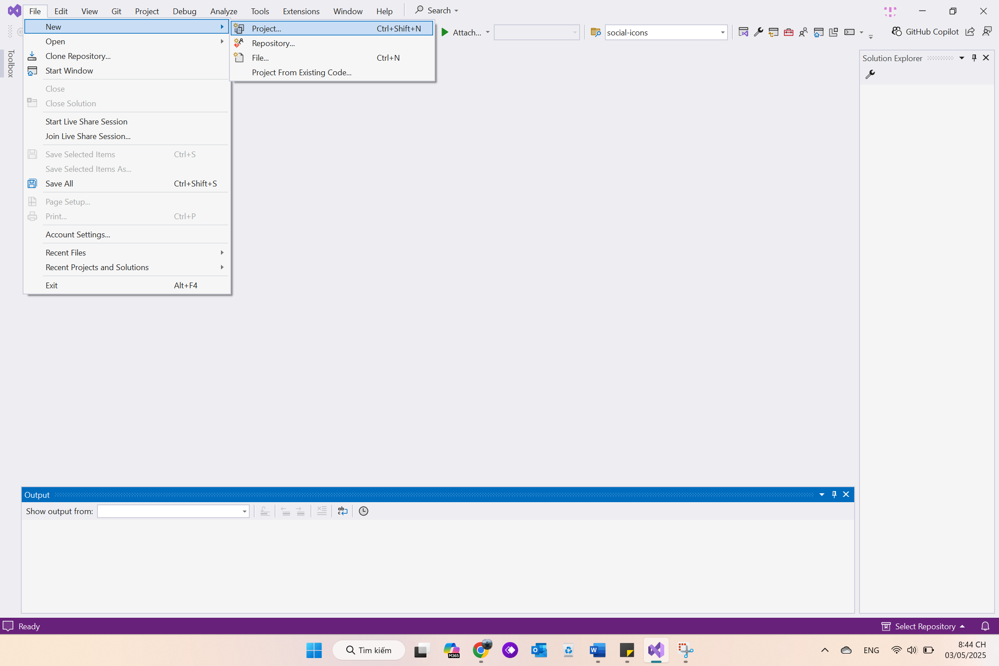 File Edit View Git Project Debug Analyze Tools Extensions Window Help Search
New
Project... Ctrl+Shift+N
Attach...
social-icons
GitHub Copilot
Open
Repository...
Clone Repository...
File... Ctrl+N
Start Window
Project From Existing Code...
Toolbox
Solution Explorer
Close
Close Solution
Start Live Share Session
Join Live Share Session...
Save Selected Items Ctrl+S
Save Selected Items As...
Save All Ctrl+Shift+S
Page Setup...
Print... Ctrl+P
Account Settings...
Recent Files
Recent Projects and Solutions
Exit Alt+F4
Output
Show output from:
Ready
Select Repository
Tìm kiếm
M365
ENG
8:44 CH
03/05/2025